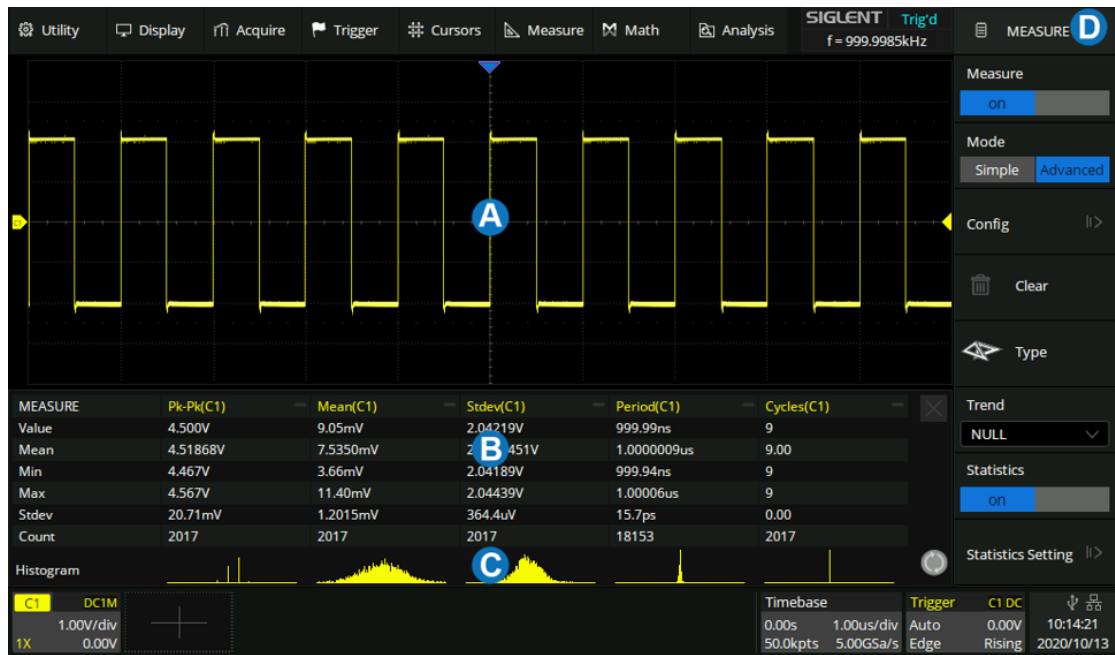 Utility Display Acquire Trigger Cursors Measure Math Analysis SIGLENT Trig'd MEASURE D
f = 999.9985kHz
Measure
on
Mode
Simple Advanced
A
C1
Config
Clear
Type
MEASURE Pk-Pk(C1) Mean(C1) Stdev(C1) Period(C1) Cycles(C1)
Value 4.500V 9.05mV 2.04219V 999.99ns 9
Mean 4.51868V 7.5350mV B 451V 1.0000009us 9.00
Min 4.467V 3.66mV 2.04189V 999.94ns 9
Max 4.567V 11.40mV 2.04439V 1.00006us 9
Stdev 20.71mV 1.2015mV 364.4uV 15.7ps 0.00
Count 2017 2017 2017 18153 2017
Histogram C
Trend
NULL
Statistics
on
Statistics Setting
C1 DC1M
1.00V/div
1X 0.00V
Timebase
0.00s 1.00us/div
50.0kpts 5.00GSa/s
Trigger C1 DC
Auto 0.00V
Edge Rising
10:14:21
2020/10/13